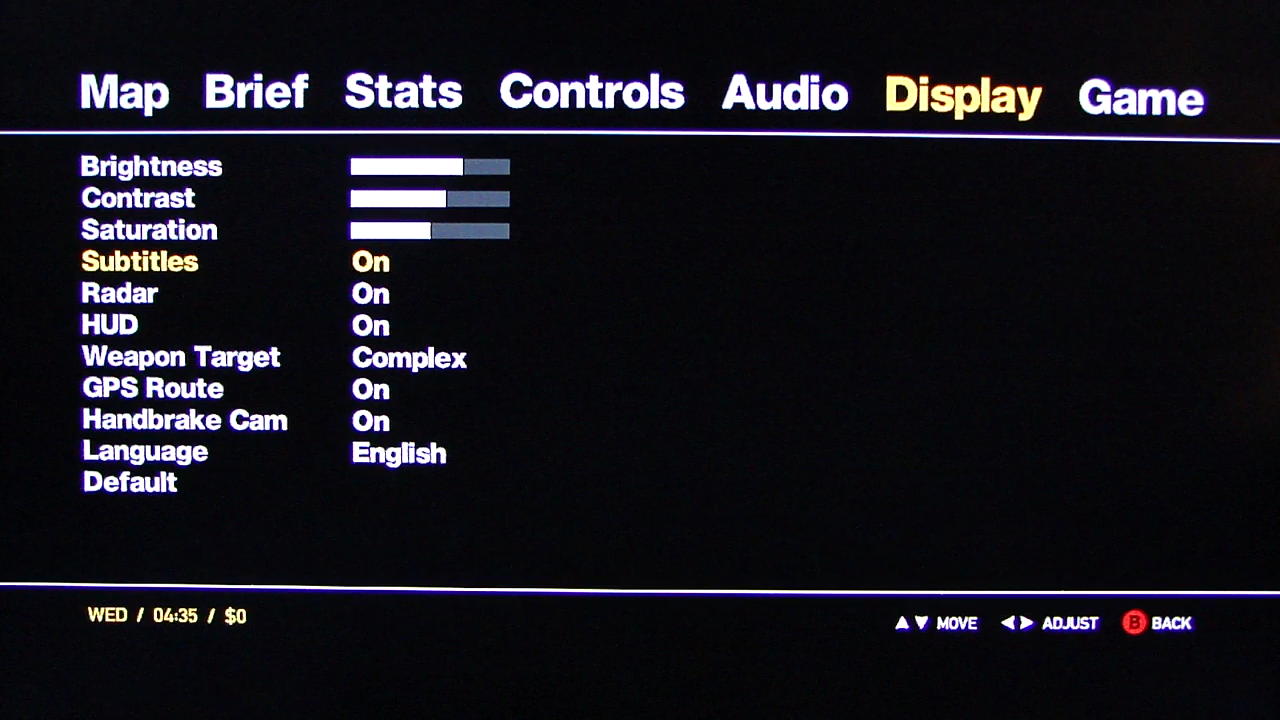 Map Brief Stats Controls Audio Display Game
Brightness
Contrast
Saturation
Subtitles On
Radar On
HUD On
Weapon Target Complex
GPS Route On
Handbrake Cam On
Language English
Default
WED / 04:35 / $0
MOVE ADJUST B BACK